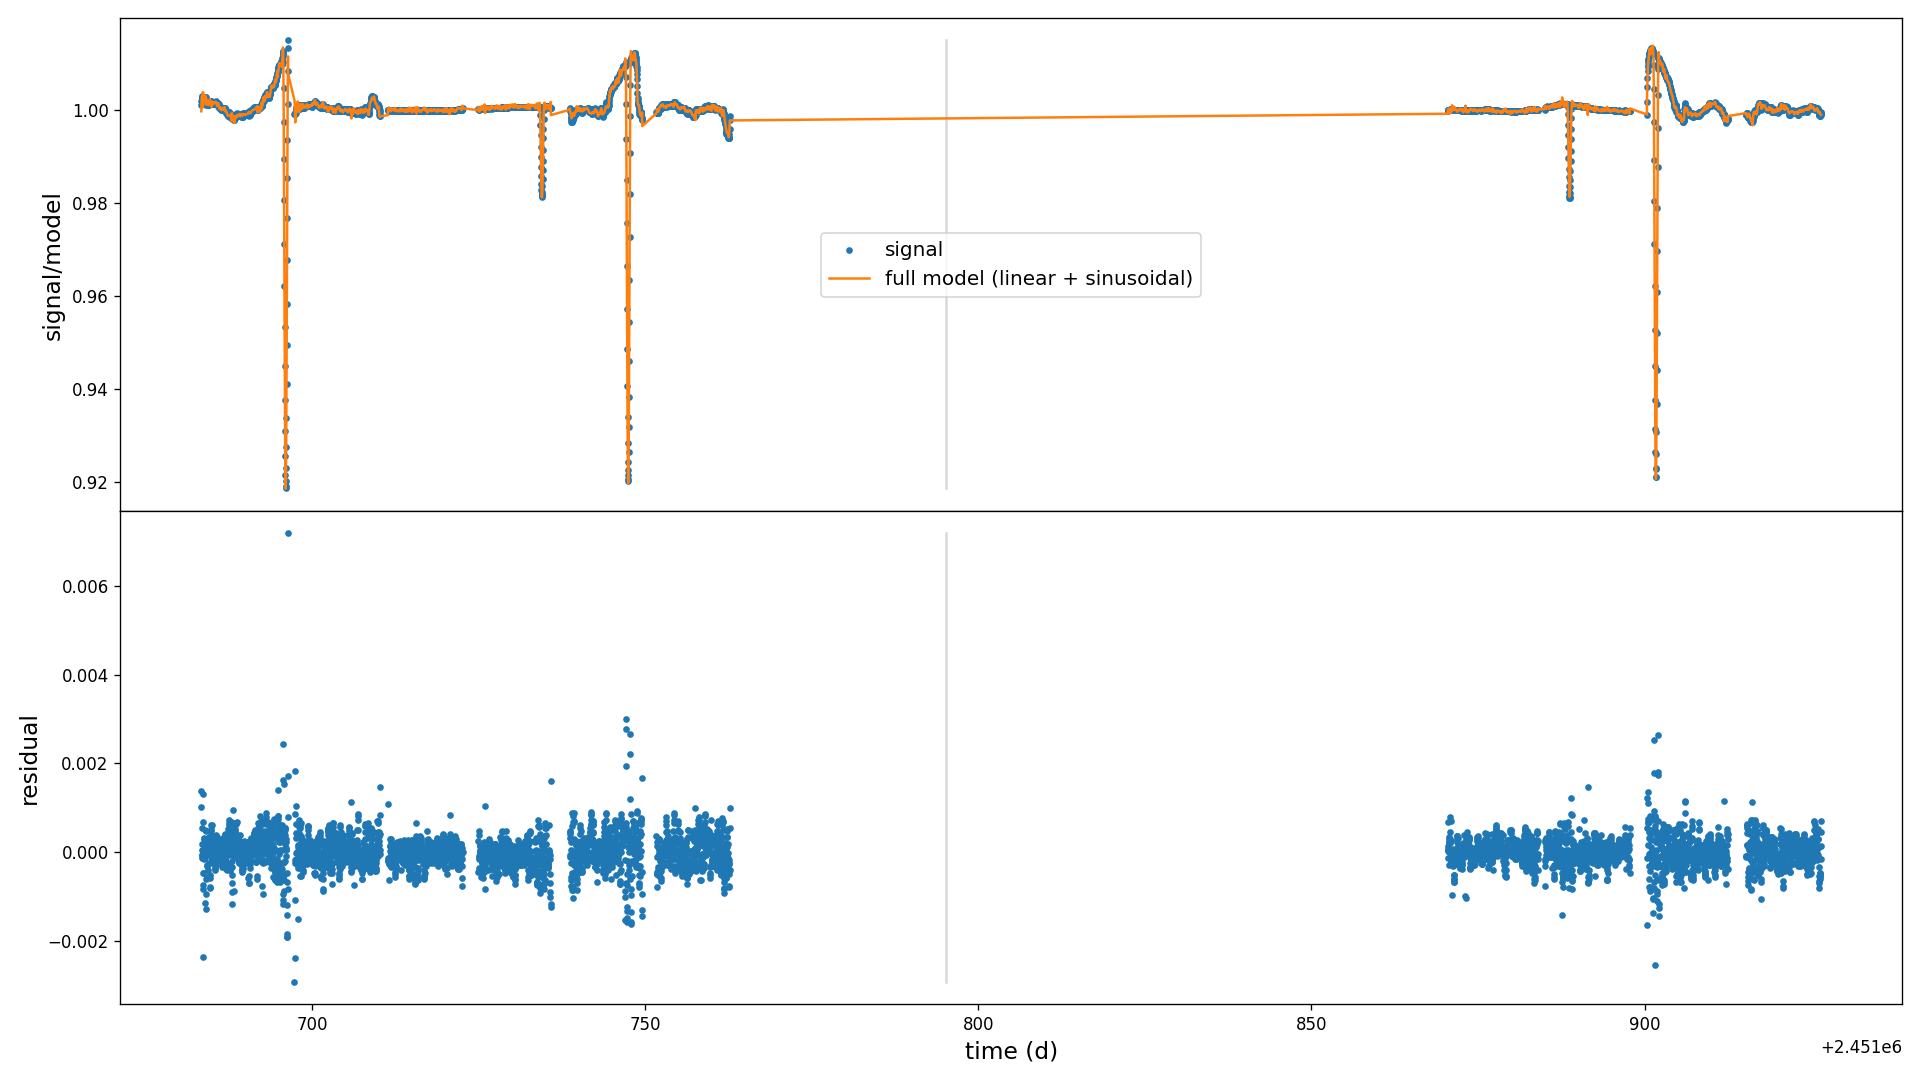 1.00
0.98
0.96
0.94
0.92
signal/model
signal
full model (linear + sinusoidal)
0.006
0.004
0.002
0.000
−0.002
residual
700
750
800
850
900
time (d)
+2.451e6